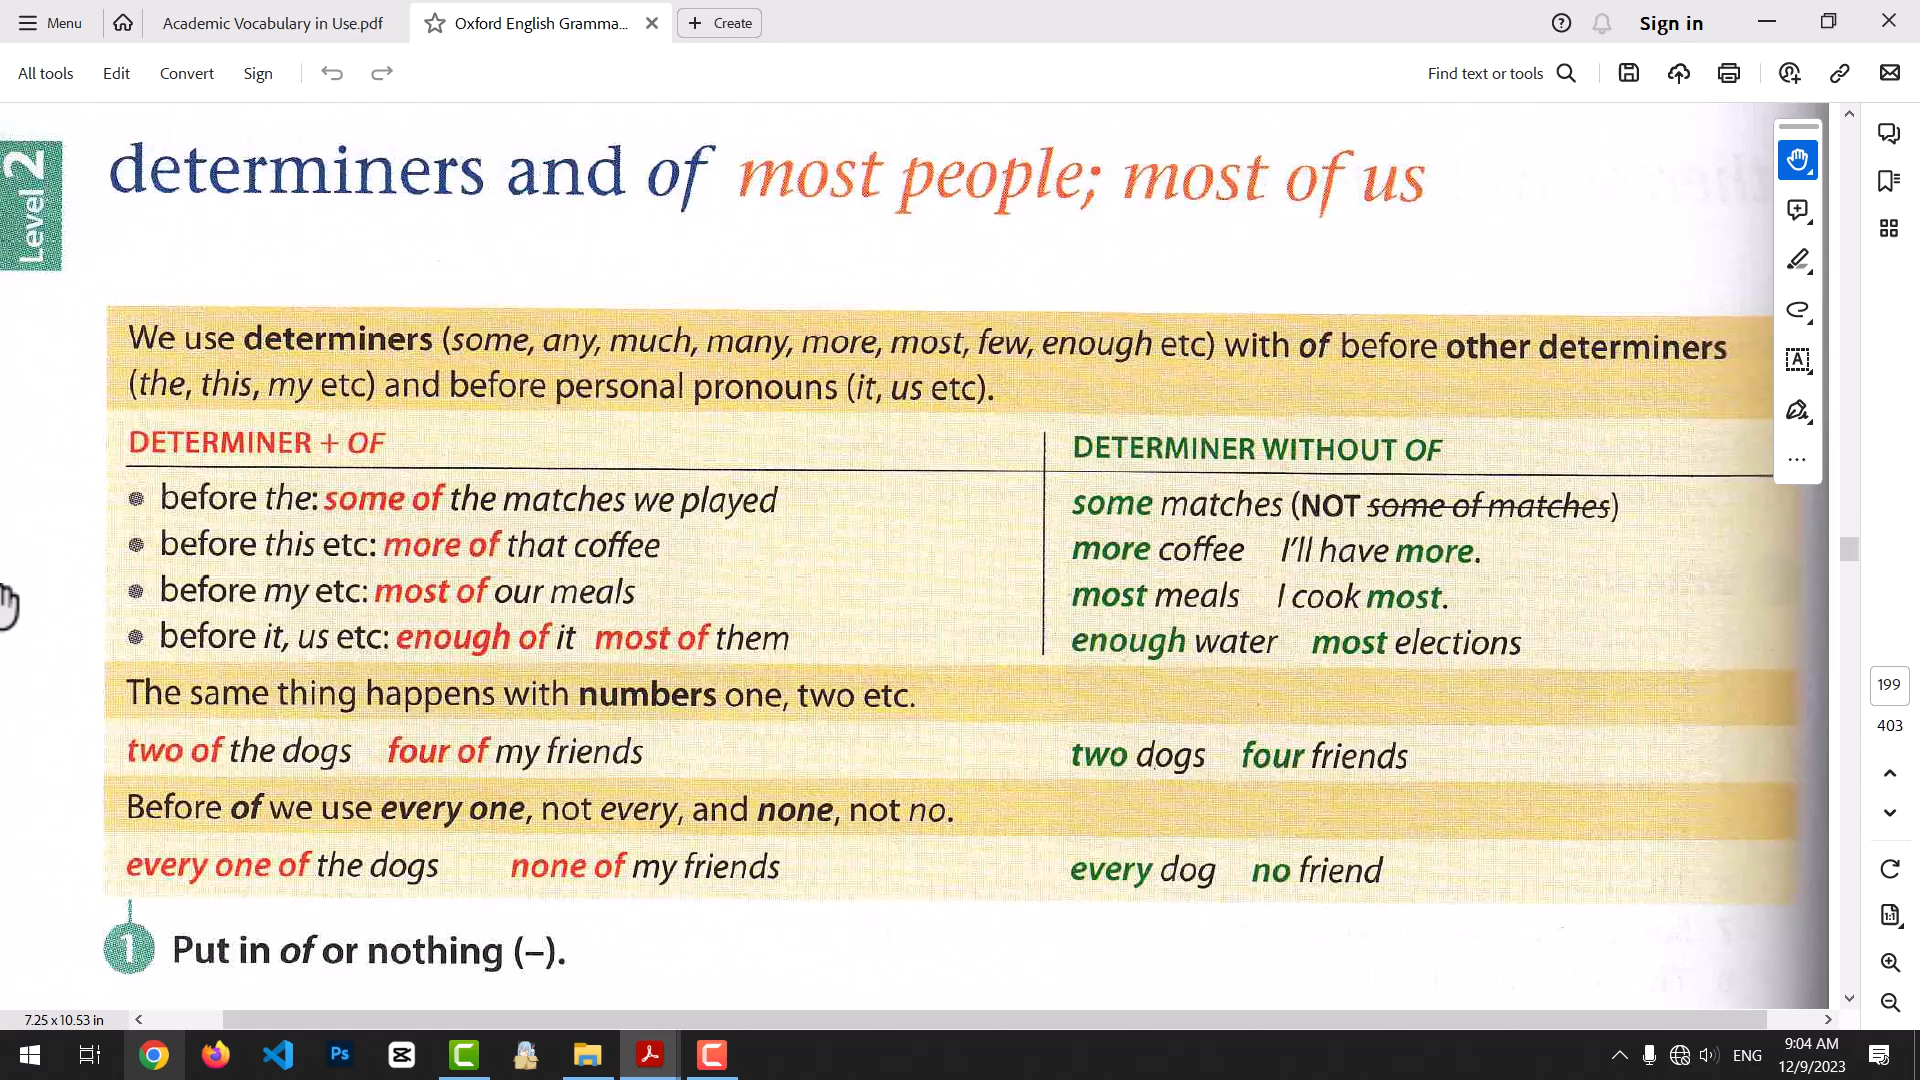 Menu
Academic Vocabulary in Use.pdf
Oxford English Gramma...
Create
Sign in
All tools
Edit
Convert
Sign
Find text or tools
Level 2
determiners and of most people; most of us
We use determiners (some, any, much, many, more, most, few, enough etc) with of before other determiners
(the, this, my etc) and before personal pronouns (it, us etc).
DETERMINER + OF
DETERMINER WITHOUT OF
• before the: some of the matches we played
some matches (NOT some of matches)
• before this etc: more of that coffee
more coffee I'll have more.
• before my etc: most of our meals
most meals I cook most.
• before it, us etc: enough of it most of them
enough water most elections
The same thing happens with numbers one, two etc.
two of the dogs four of my friends
two dogs four friends
Before of we use every one, not every, and none, not no.
every one of the dogs none of my friends
every dog no friend
1 Put in of or nothing (–).
199
403
7.25 x 10.53 in
Ps
ENG
9:04 AM
12/9/2023